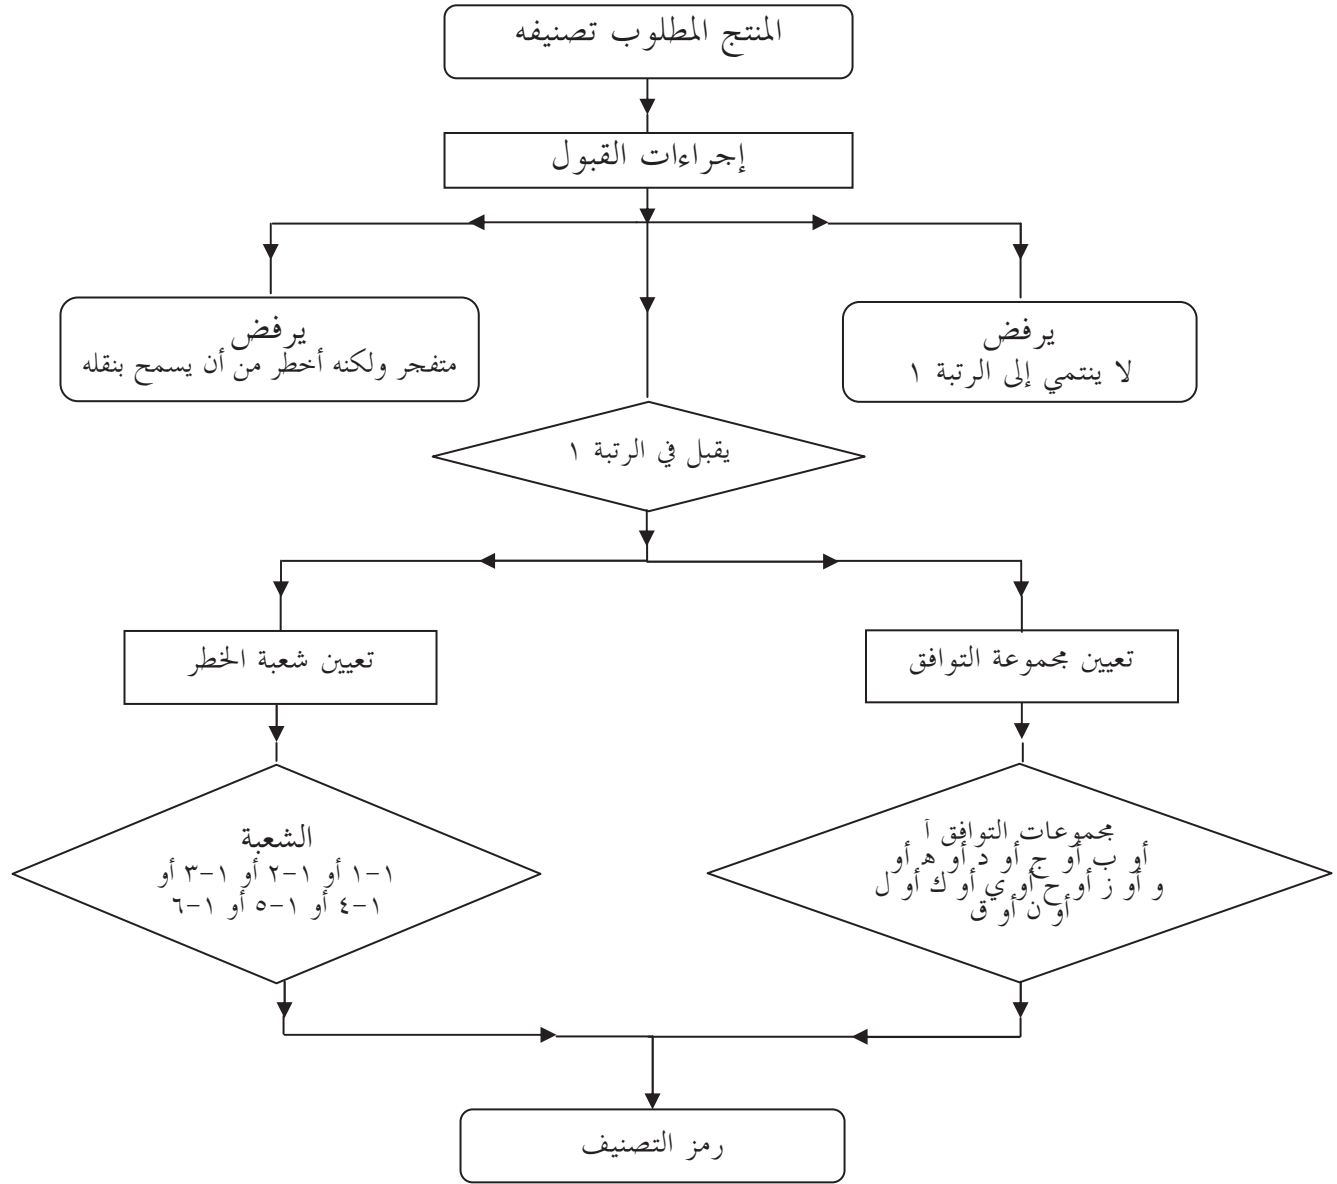 المنتج المطلوب تصنيفه
إجراءات القبول
يرفض
لا ينتمي إلى الرتبة ١
يرفض
متفجر ولكنه أخطر من أن يسمح بنقله
يقبل في الرتبة ١
تعيين مجموعة التوافق
تعيين شعبة الخطر
مجموعات التوافق أ
أو ب أو ج أو د أو ﻫ أو
و أو ز أو ح أو ي أو ك أو ل
أو ن أو ق
الشعبة
١-١ أو ١-٢ أو ١-٣ أو
١-٤ أو ١-٥ أو ١-٦
رمز التصنيف